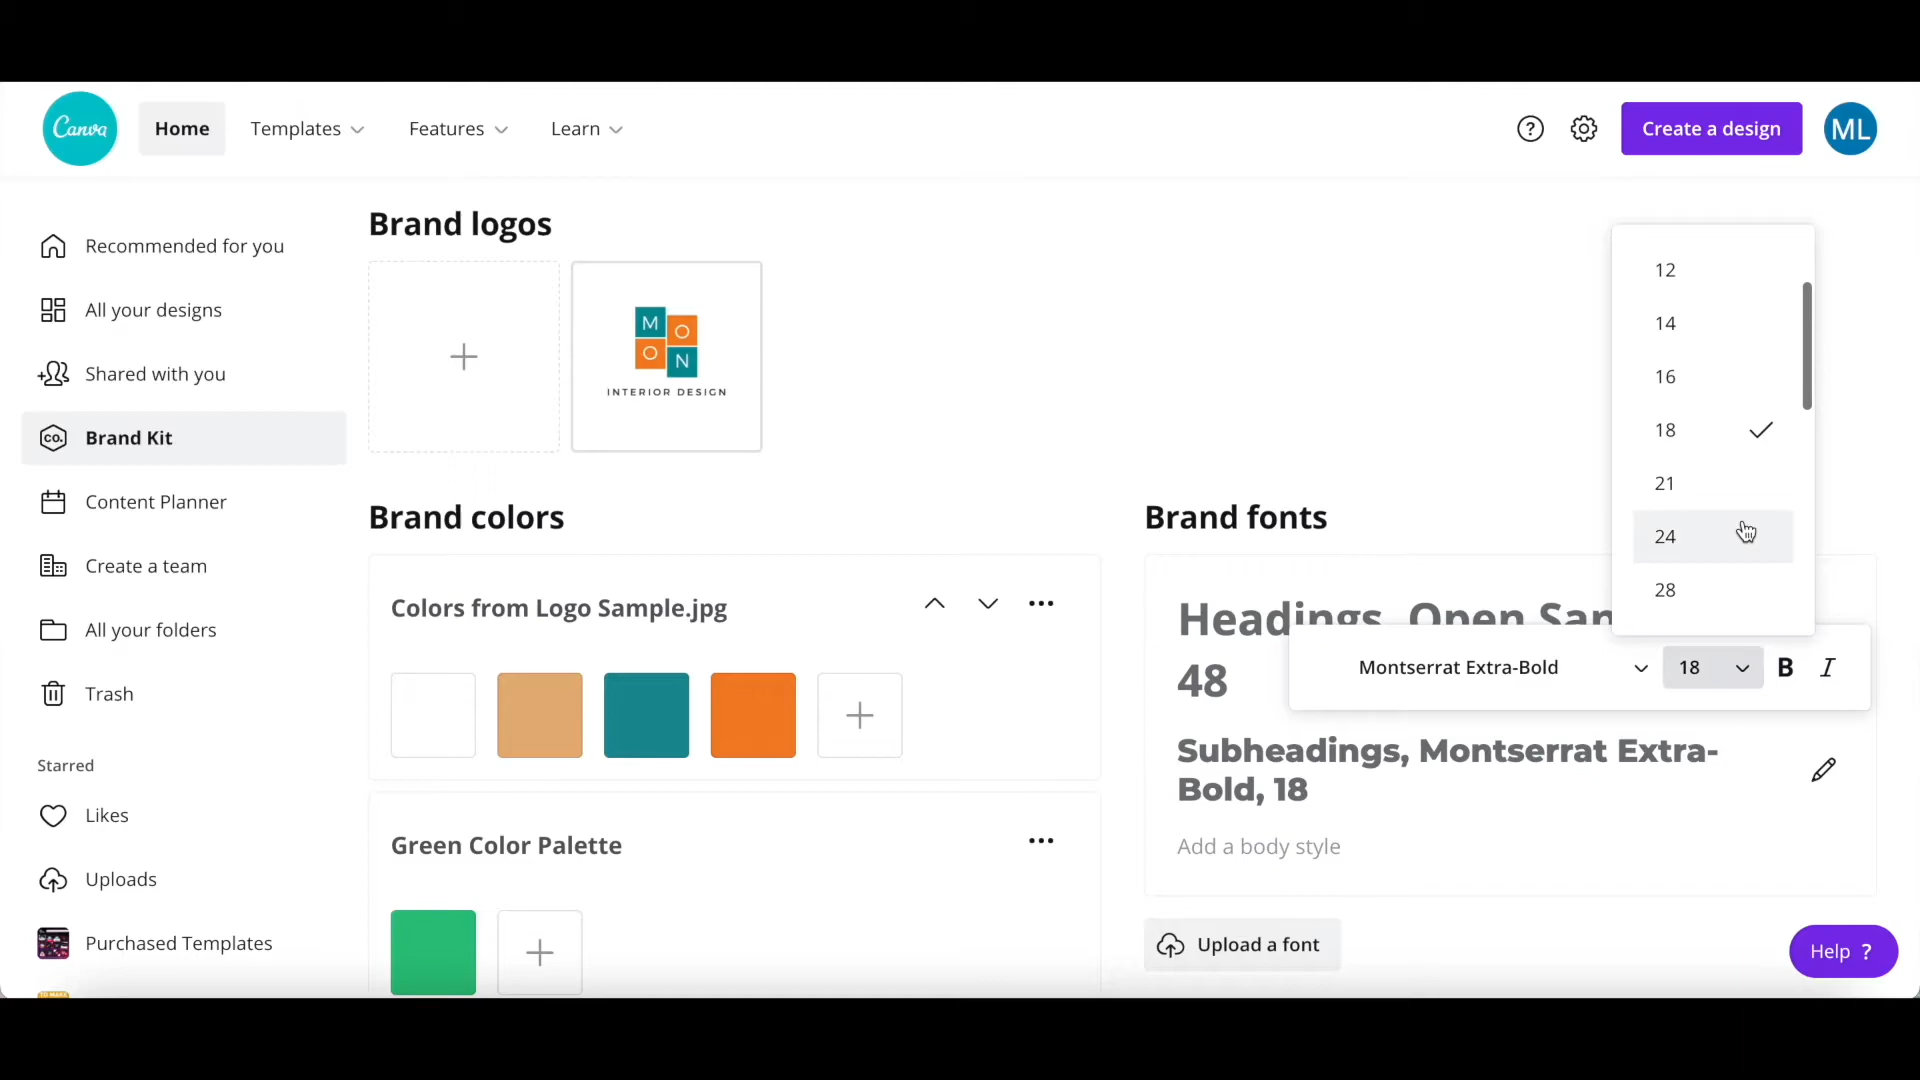 Canva
Home
Templates
Features
Learn
?
Create a design
ML
Recommended for you
All your designs
Shared with you
CO.
Brand Kit
Content Planner
Create a team
All your folders
Trash
Starred
Likes
Uploads
Purchased Templates
Brand logos
M O
O N
INTERIOR DESIGN
Brand colors
Colors from Logo Sample.jpg
Green Color Palette
Brand fonts
12
14
16
18
21
24
28
48
Montserrat Extra-Bold
18
B I
Subheadings, Montserrat Extra-
Bold, 18
Add a body style
Upload a font
Help ?